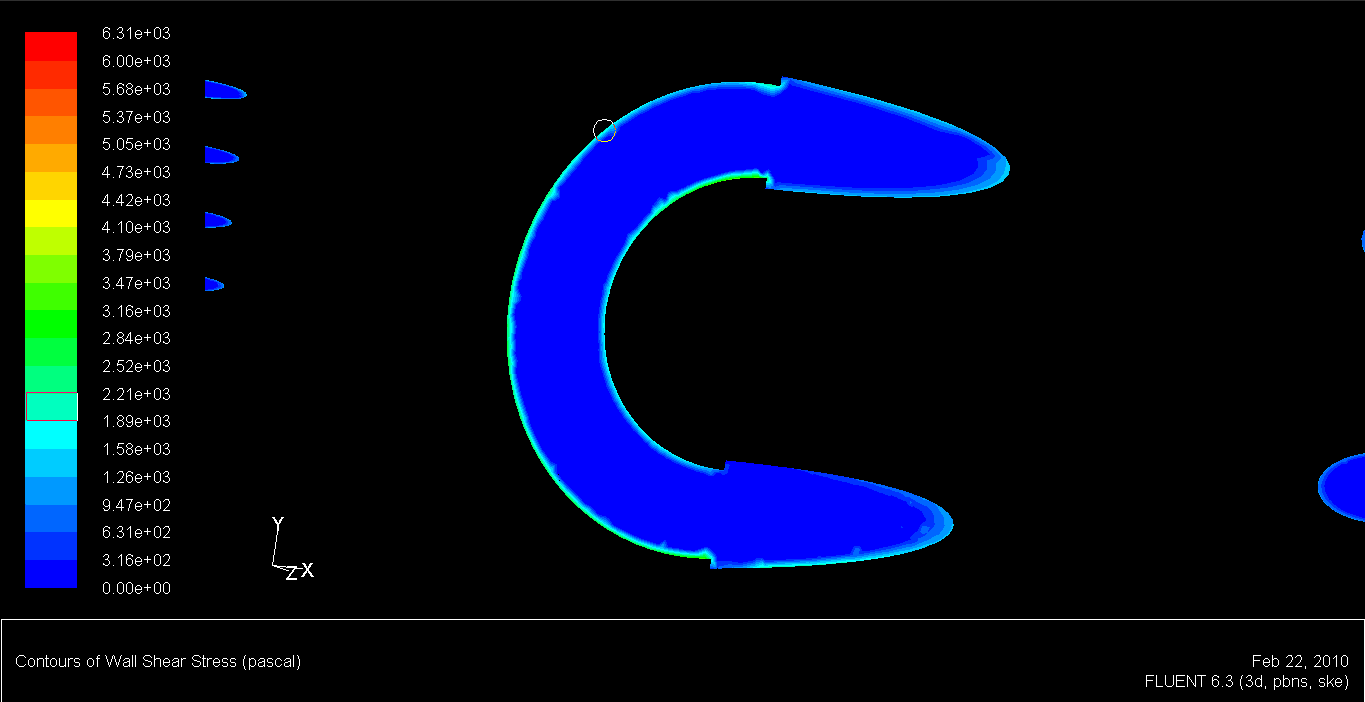 6.31e+03
6.00e+03
5.68e+03
5.37e+03
5.05e+03
4.73e+03
4.42e+03
4.10e+03
3.79e+03
3.47e+03
3.16e+03
2.84e+03
2.52e+03
2.21e+03
1.89e+03
1.58e+03
1.26e+03
9.47e+02
6.31e+02
3.16e+02
0.00e+00
Y
Z X
Contours of Wall Shear Stress (pascal)
Feb 22, 2010
FLUENT 6.3 (3d, pbns, ske)